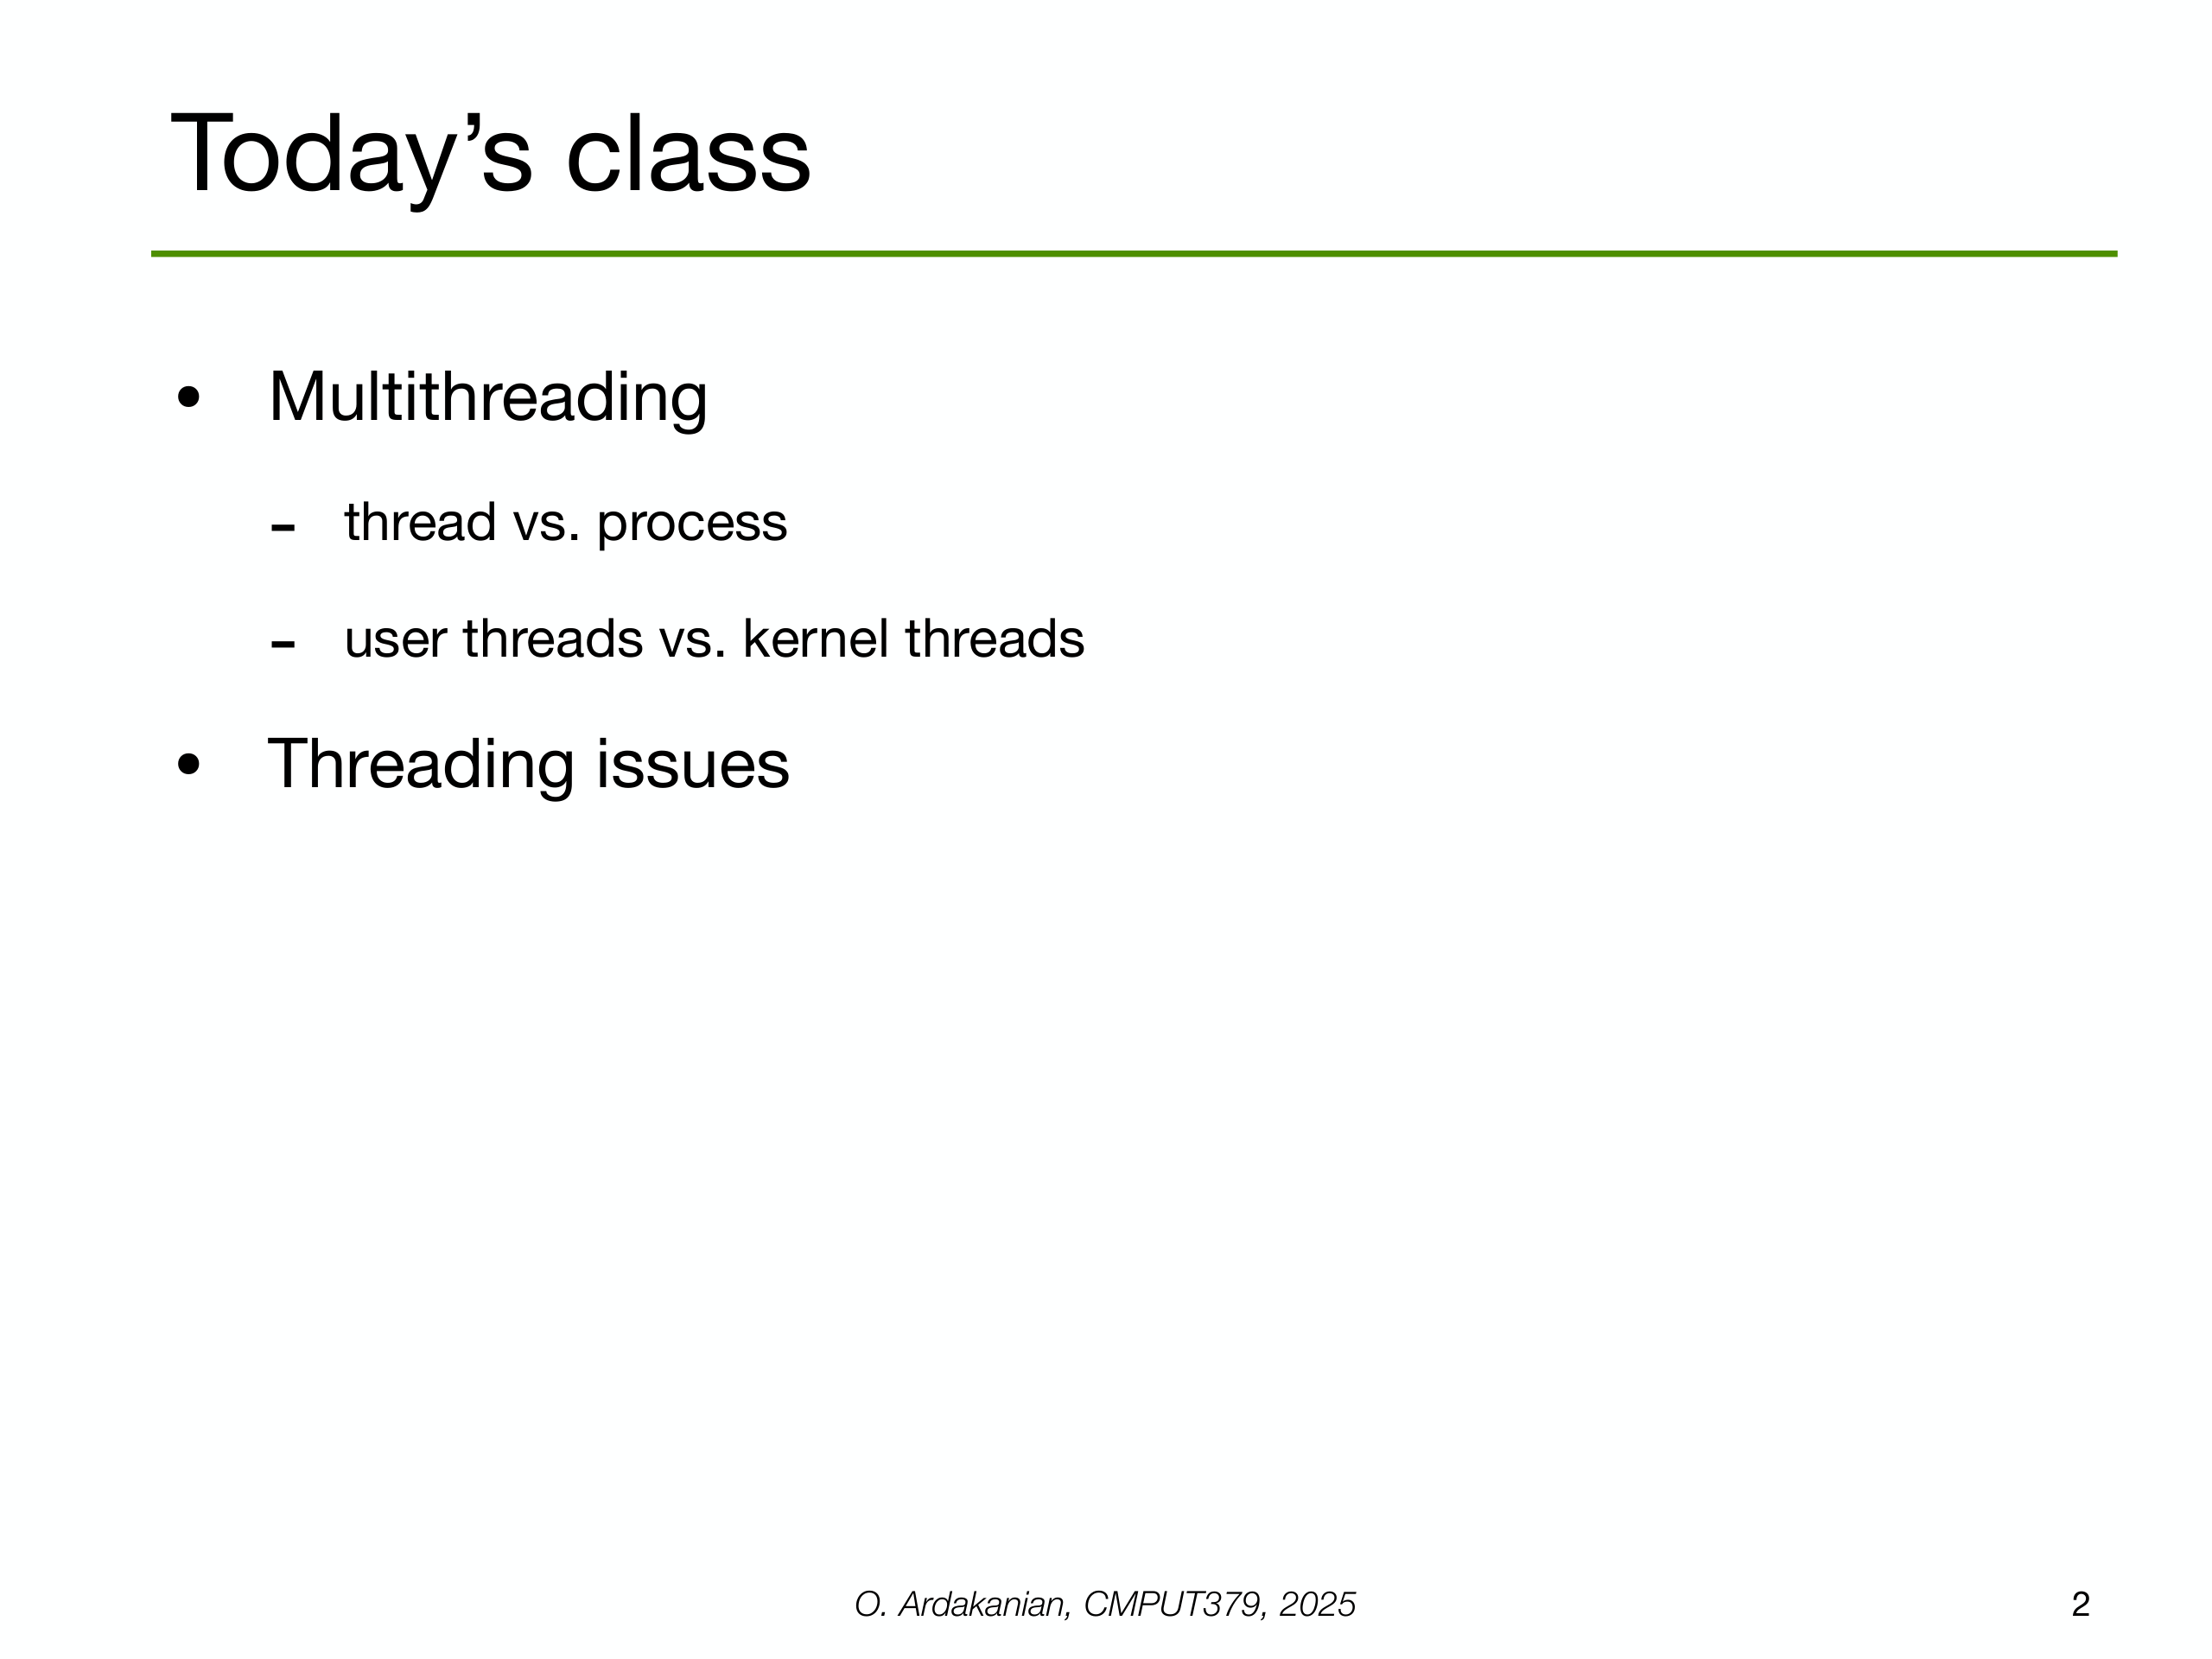 Today’s class
• Multithreading
- thread vs. process
- user threads vs. kernel threads
• Threading issues
O. Ardakanian, CMPUT379, 2025
2